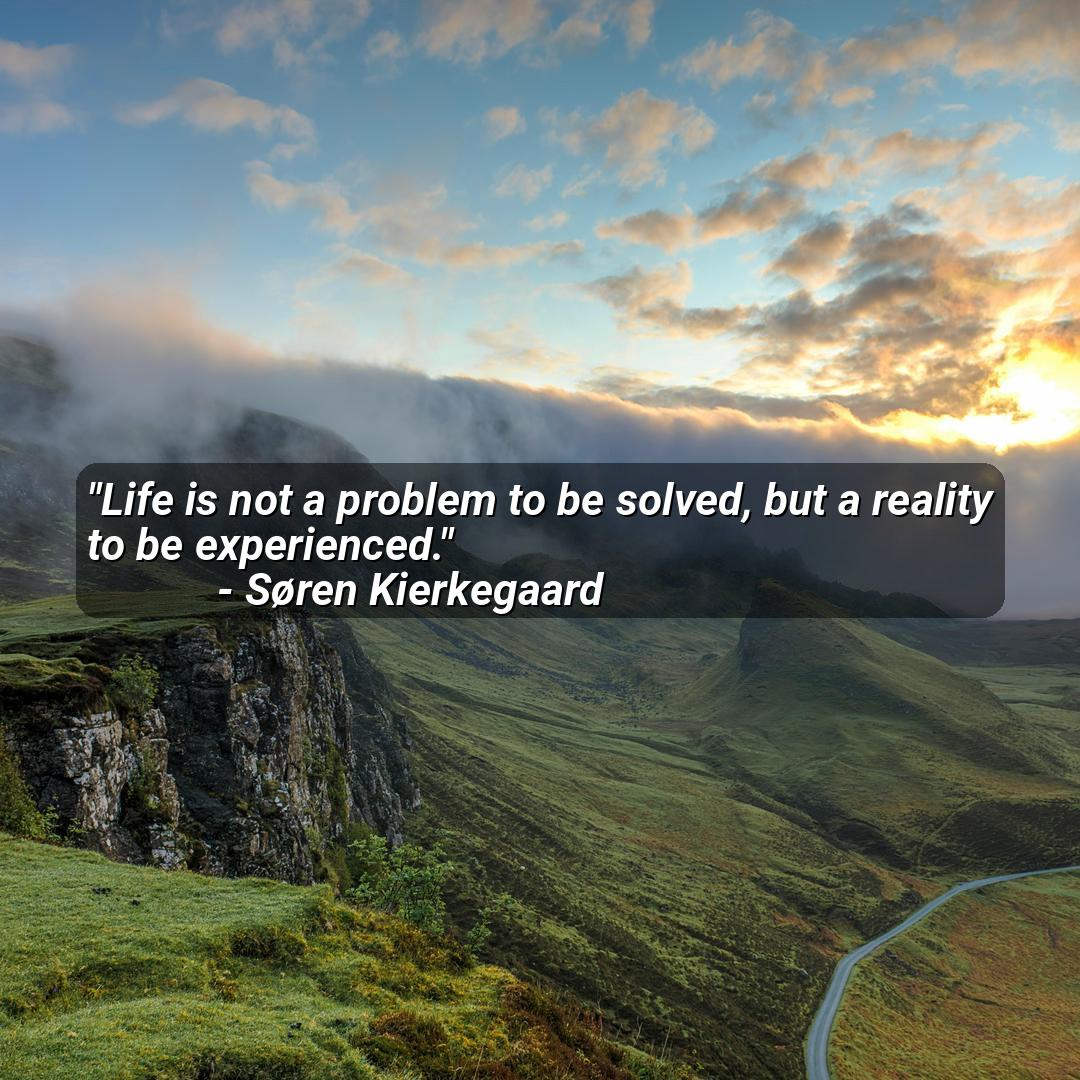 "Life is not a problem to be solved, but a reality
to be experienced."
- Søren Kierkegaard